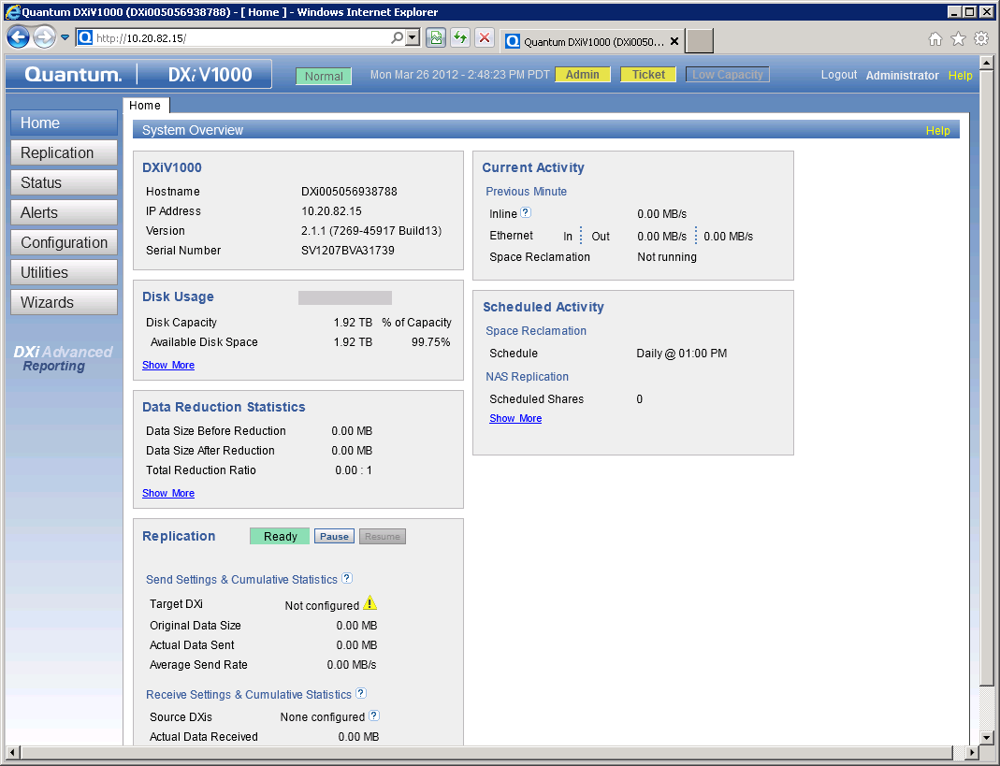 Quantum DXiV1000 (DXi005056938788) - [ Home ] - Windows Internet Explorer
http://10.20.82.15/
Quantum DXiV1000 (DXi0050...
Quantum. DXiV1000 Normal Mon Mar 26 2012 - 2:48:23 PM PDT Admin Ticket Low Capacity Logout Administrator Help
Home
Home
Replication
Status
Alerts
Configuration
Utilities
Wizards
DXi Advanced
Reporting
System Overview Help
DXiV1000
Hostname DXi005056938788
IP Address 10.20.82.15
Version 2.1.1 (7269-45917 Build13)
Serial Number SV1207BVA31739
Disk Usage
Disk Capacity 1.92 TB % of Capacity
Available Disk Space 1.92 TB 99.75%
Show More
Data Reduction Statistics
Data Size Before Reduction 0.00 MB
Data Size After Reduction 0.00 MB
Total Reduction Ratio 0.00 : 1
Show More
Replication Ready Pause Resume
Send Settings & Cumulative Statistics ?
Target DXi Not configured
Original Data Size 0.00 MB
Actual Data Sent 0.00 MB
Average Send Rate 0.00 MB/s
Receive Settings & Cumulative Statistics ?
Source DXis None configured ?
Actual Data Received 0.00 MB
Current Activity
Previous Minute
Inline ? 0.00 MB/s
Ethernet In Out 0.00 MB/s 0.00 MB/s
Space Reclamation Not running
Scheduled Activity
Space Reclamation
Schedule Daily @ 01:00 PM
NAS Replication
Scheduled Shares 0
Show More